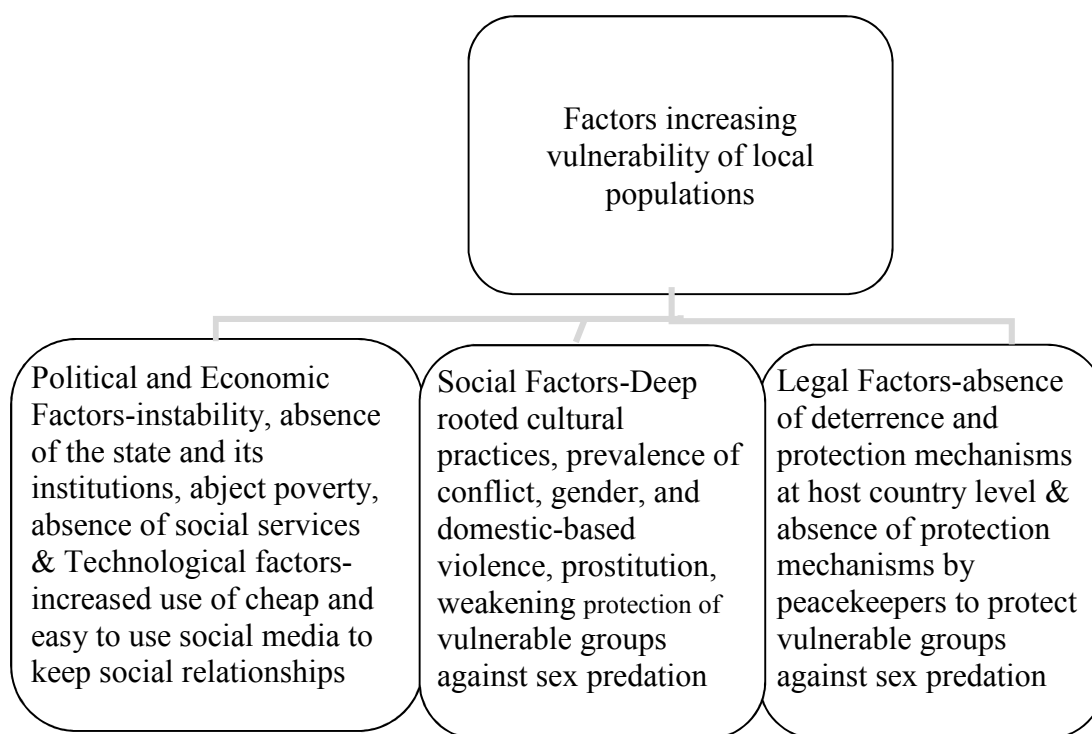 Factors increasing
vulnerability of local
populations
Political and Economic
Factors-instability, absence
of the state and its
institutions, abject poverty,
absence of social services
& Technological factors-
increased use of cheap and
easy to use social media to
keep social relationships
Social Factors-Deep
rooted cultural
practices, prevalence of
conflict, gender, and
domestic-based
violence, prostitution,
weakening protection of
vulnerable groups
against sex predation
Legal Factors-absence
of deterrence and
protection mechanisms
at host country level &
absence of protection
mechanisms by
peacekeepers to protect
vulnerable groups
against sex predation